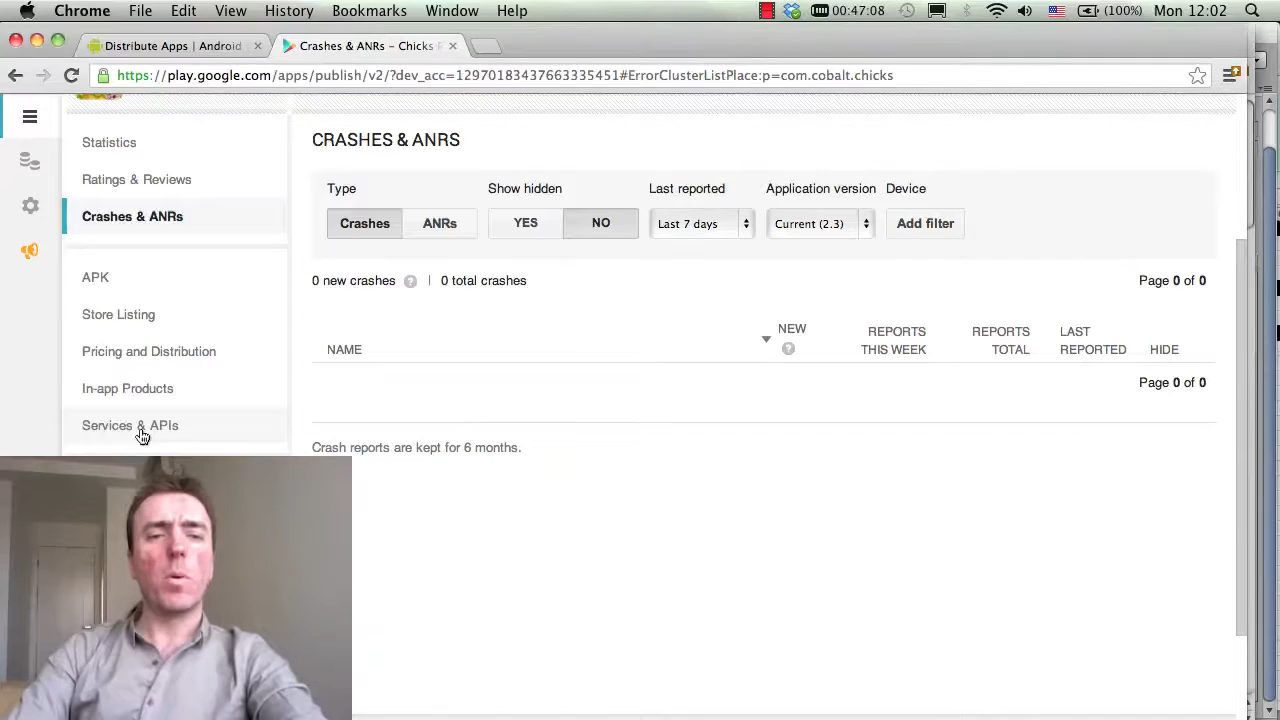 Chrome File Edit View History Bookmarks Window Help 00:47:08 (100%) Mon 12:02
Distribute Apps | Android Crashes & ANRs – Chicks
https://play.google.com/apps/publish/v2/?dev_acc=12970183437663335451#ErrorClusterListPlace:p=com.cobalt.chicks
Statistics
Ratings & Reviews
Crashes & ANRs
APK
Store Listing
Pricing and Distribution
In-app Products
Services & APIs
CRASHES & ANRS
Type Show hidden Last reported Application version Device
Crashes ANRs YES NO Last 7 days Current (2.3) Add filter
0 new crashes ? | 0 total crashes Page 0 of 0
NAME NEW ? REPORTS THIS WEEK REPORTS TOTAL LAST REPORTED HIDE
Page 0 of 0
Crash reports are kept for 6 months.